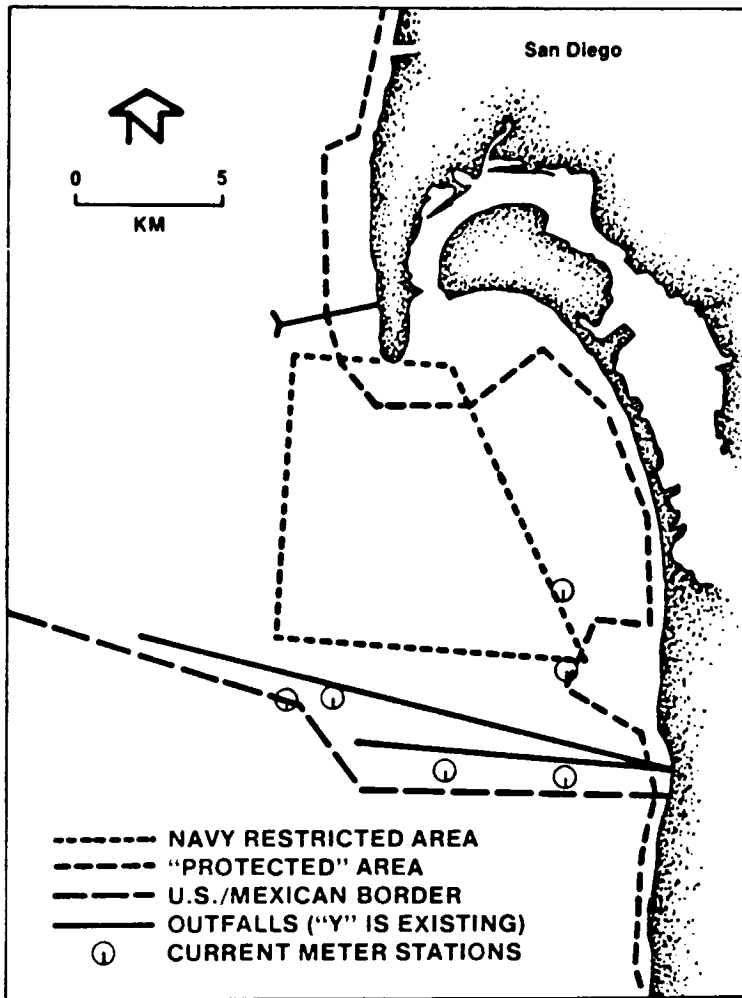 San Diego
N
0 5
KM
NAVY RESTRICTED AREA
"PROTECTED" AREA
U.S./MEXICAN BORDER
OUTFALLS ("Y" IS EXISTING)
CURRENT METER STATIONS